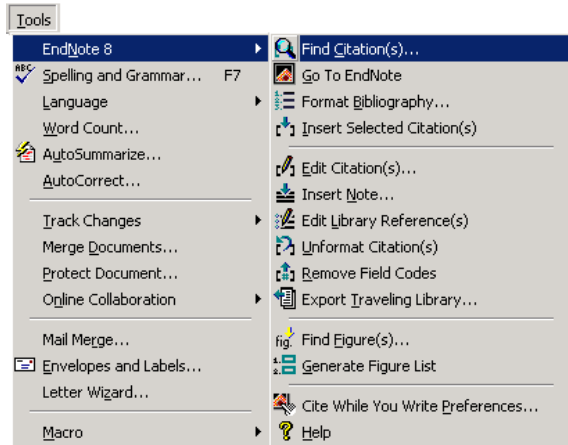 Tools
EndNote 8
Spelling and Grammar... F7
Language
Word Count...
AutoSummarize...
AutoCorrect...
Track Changes
Merge Documents...
Protect Document...
Online Collaboration
Mail Merge...
Envelopes and Labels...
Letter Wizard...
Macro
Find Citation(s)...
Go To EndNote
Format Bibliography...
Insert Selected Citation(s)
Edit Citation(s)...
Insert Note...
Edit Library Reference(s)
Unformat Citation(s)
Remove Field Codes
Export Traveling Library...
Find Figure(s)...
Generate Figure List
Cite While You Write Preferences...
Help